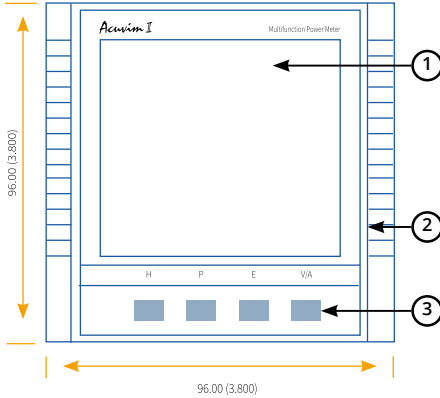 Acuvim II
Multifunction Power Meter
1
96.00 (3.800)
2
H P E V/A
3
96.00 (3.800)